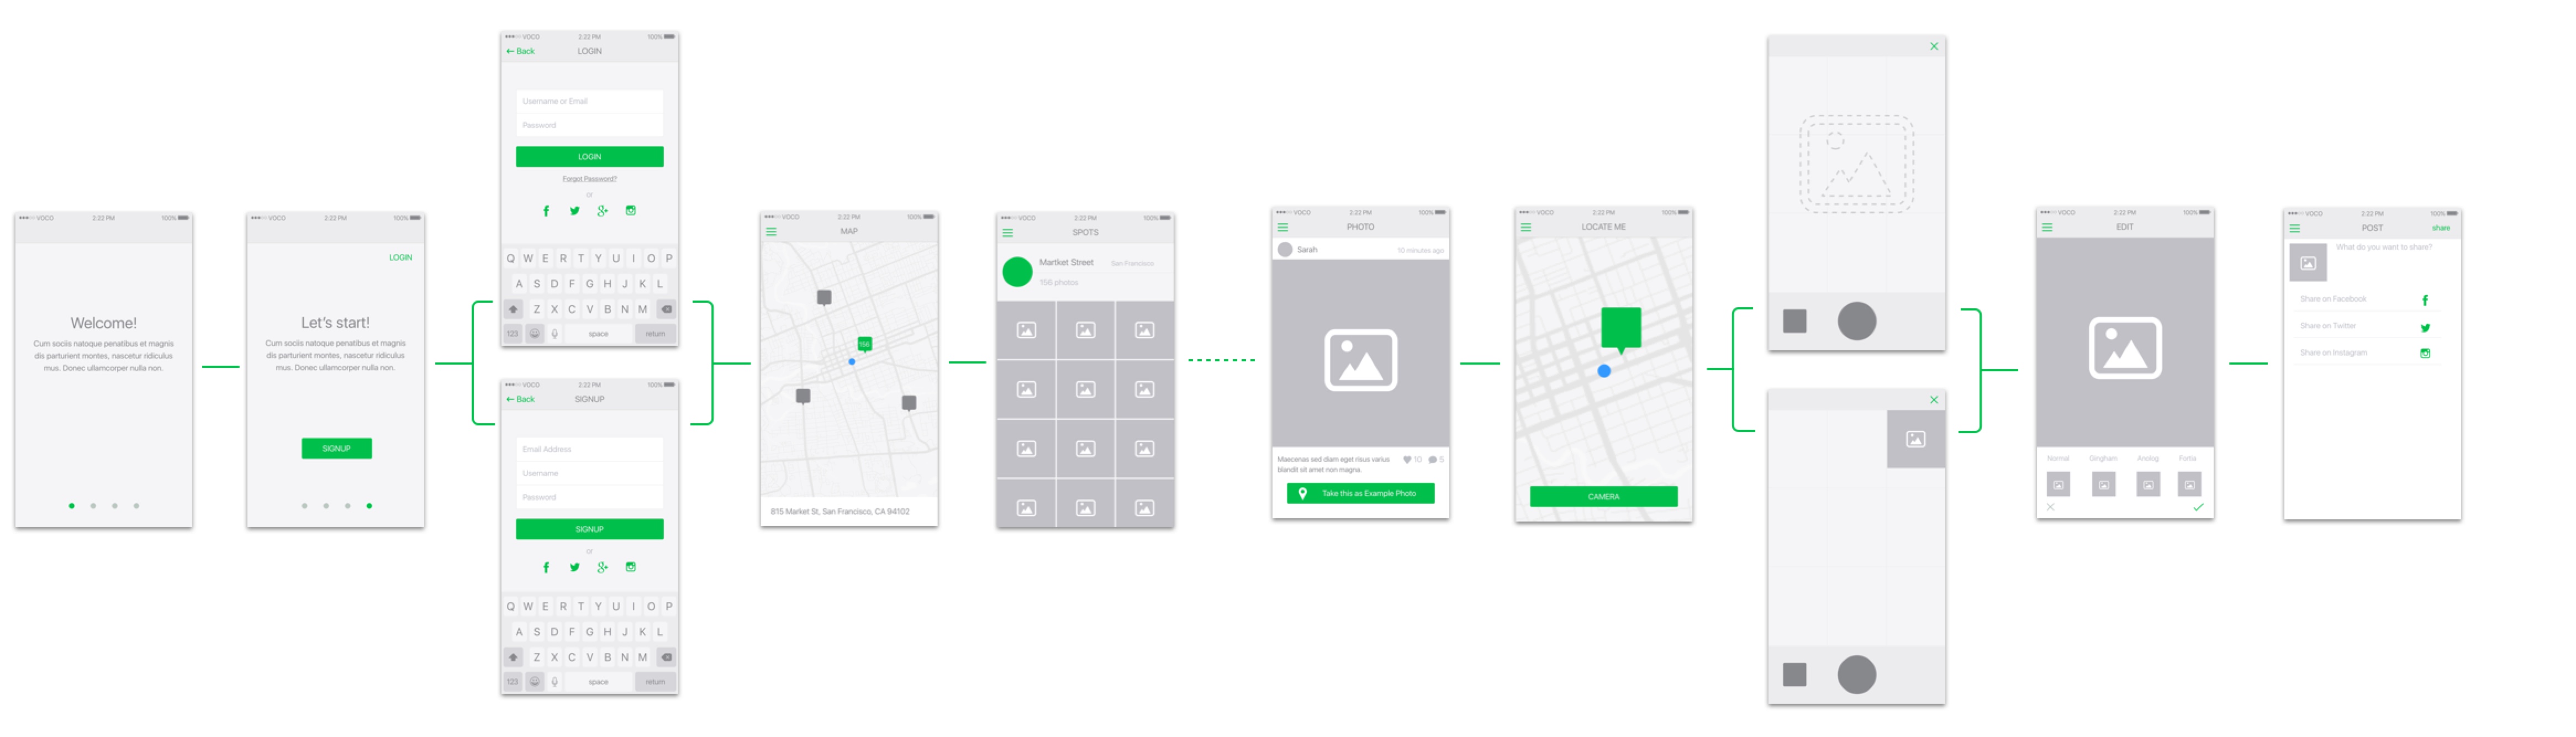 VOCO 2:22 PM 100%
Welcome!
Cum sociis natoque penatibus et magnis
dis parturient montes, nascetur ridiculus
mus. Donec ullamcorper nulla non.
VOCO 2:22 PM 100%
LOGIN
Let's start!
Cum sociis natoque penatibus et magnis
dis parturient montes, nascetur ridiculus
mus. Donec ullamcorper nulla non.
SIGNUP
VOCO 2:22 PM 100%
← Back LOGIN
Username or Email
Password
LOGIN
Forgot Password?
or
Q W E R T Y U I O P
A S D F G H J K L
Z X C V B N M
123 space return
VOCO 2:22 PM 100%
← Back SIGNUP
Email Address
Username
Password
SIGNUP
or
Q W E R T Y U I O P
A S D F G H J K L
Z X C V B N M
123 space return
VOCO 2:22 PM 100%
MAP
156
815 Market St, San Francisco, CA 94102
VOCO 2:22 PM 100%
SPOTS
Martket Street San Francisco
156 photos
VOCO 2:22 PM 100%
PHOTO
Sarah 10 minutes ago
Maecenas sed diam eget risus varius 10 5
blandit sit amet non magna.
Take this as Example Photo
VOCO 2:22 PM 100%
LOCATE ME
CAMERA
VOCO 2:22 PM 100%
EDIT
Normal Gingham Analog Fortia
VOCO 2:22 PM 100%
POST share
What do you want to share?
Share on Facebook
Share on Twitter
Share on Instagram